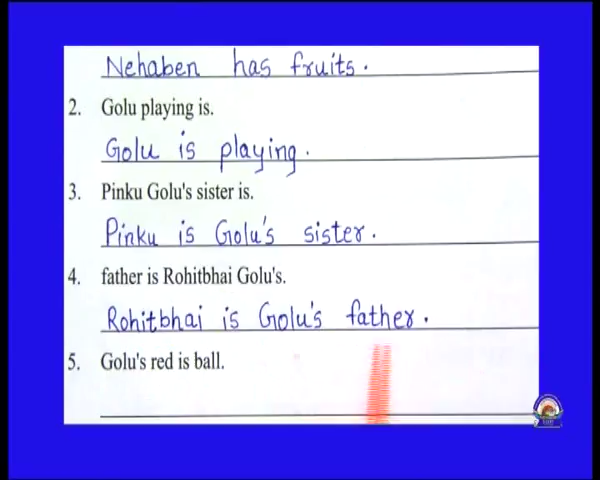 Nehaben has fruits.
2. Golu playing is.
Golu is playing.
3. Pinku Golu's sister is.
Pinku is Golu's sister.
4. father is Rohitbhai Golu's.
Rohitbhai is Golu's father.
5. Golu's red is ball.